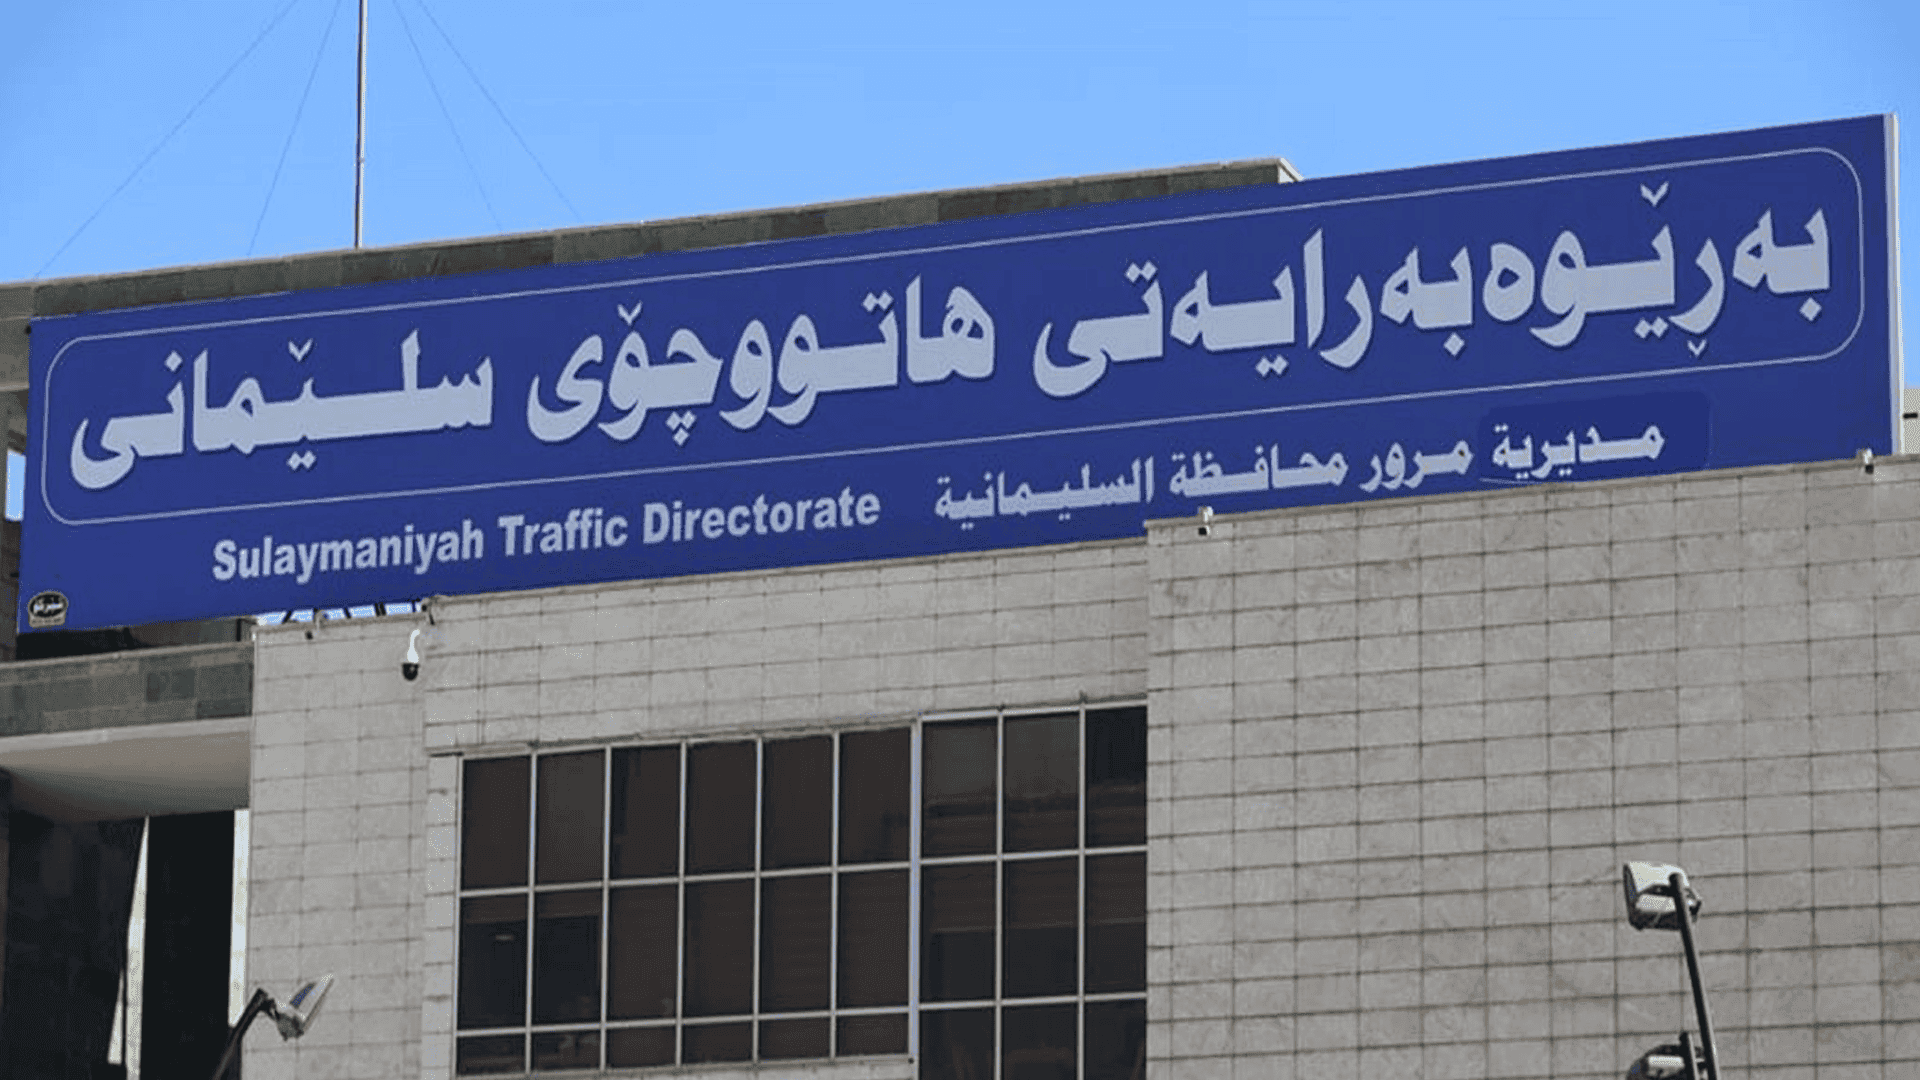 بەڕێوەبەرایەتی هاتووچۆی سلێمانی
مديرية مرور محافظة السليمانية
Sulaymaniyah Traffic Directorate